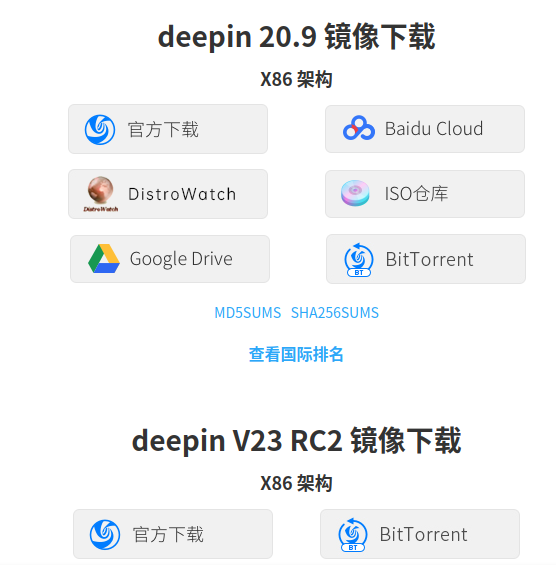 deepin 20.9 镜像下载
X86 架构
官方下载 Baidu Cloud
DistroWatch DistroWatch ISO仓库
Google Drive BT BitTorrent
MD5SUMS SHA256SUMS
查看国际排名
deepin V23 RC2 镜像下载
X86 架构
官方下载 BT BitTorrent